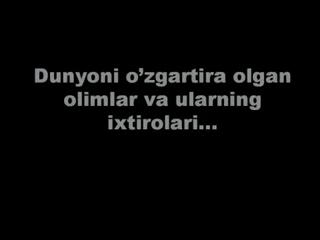 Dunyoni o’zgartira olgan
olimlar va ularning
ixtirolari...